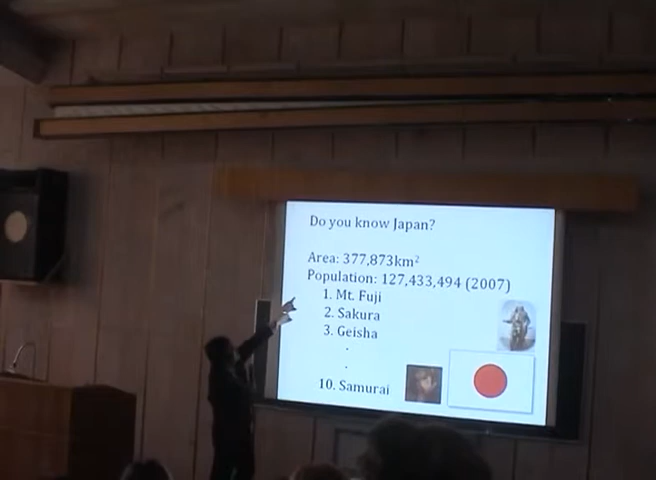 Do you know Japan?
Area: 377,873km²
Population: 127,433,494 (2007)
1. Mt. Fuji
2. Sakura
3. Geisha
.
.
10. Samurai